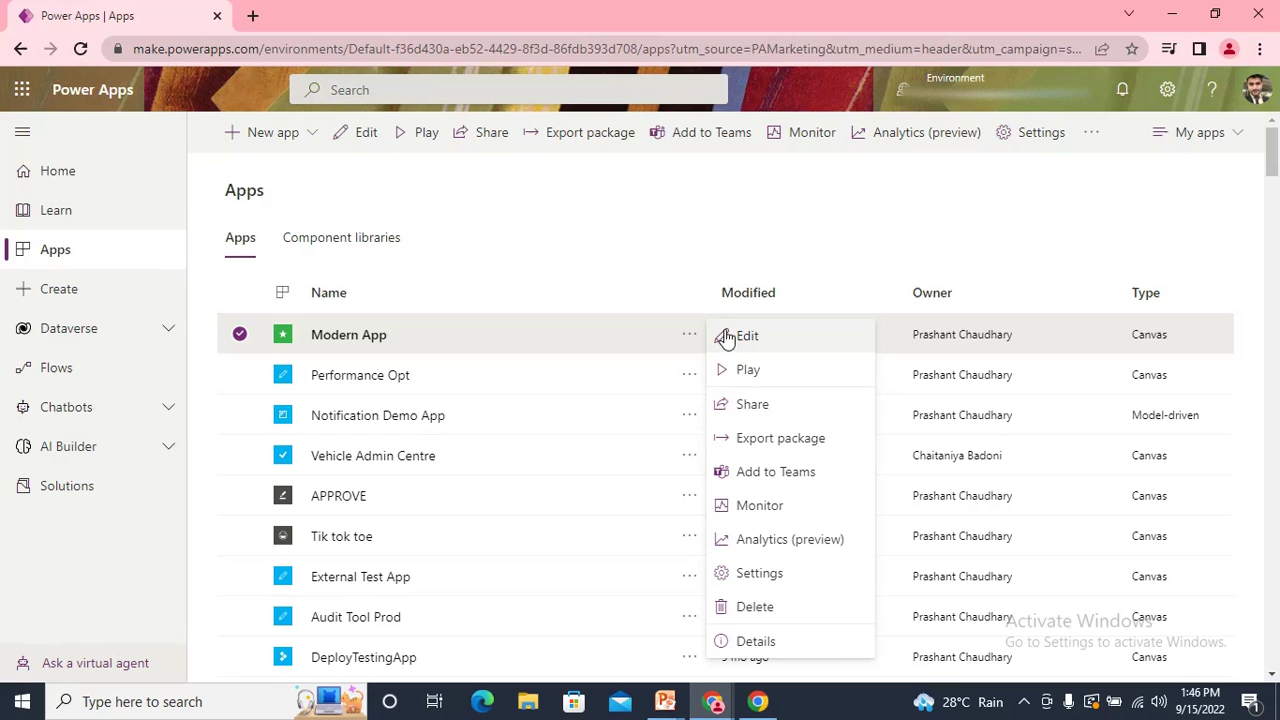 Power Apps | Apps
make.powerapps.com/environments/Default-f36d430a-eb52-4429-8f3d-86fdb393d708/apps?utm_source=PAMarketing&utm_medium=header&utm_campaign=s...
Power Apps
Search
Environment
New app
Edit
Play
Share
Export package
Add to Teams
Monitor
Analytics (preview)
Settings
...
My apps
Home
Learn
Apps
Create
Dataverse
Flows
Chatbots
AI Builder
Solutions
Ask a virtual agent
Apps
Apps Component libraries
Name Modified Owner Type
Modern App ... Prashant Chaudhary Canvas
Performance Opt ... Prashant Chaudhary Canvas
Notification Demo App ... Prashant Chaudhary Model-driven
Vehicle Admin Centre ... Chaitaniya Badoni Canvas
APPROVE ... Prashant Chaudhary Canvas
Tik tok toe ... Prashant Chaudhary Canvas
External Test App ... Prashant Chaudhary Canvas
Audit Tool Prod ... Prashant Chaudhary Canvas
DeployTestingApp ... 9 mo ago Prashant Chaudhary Canvas
Edit
Play
Share
Export package
Add to Teams
Monitor
Analytics (preview)
Settings
Delete
Details
Activate Windows
Go to Settings to activate Windows.
Type here to search
28°C Rain
1:46 PM
9/15/2022